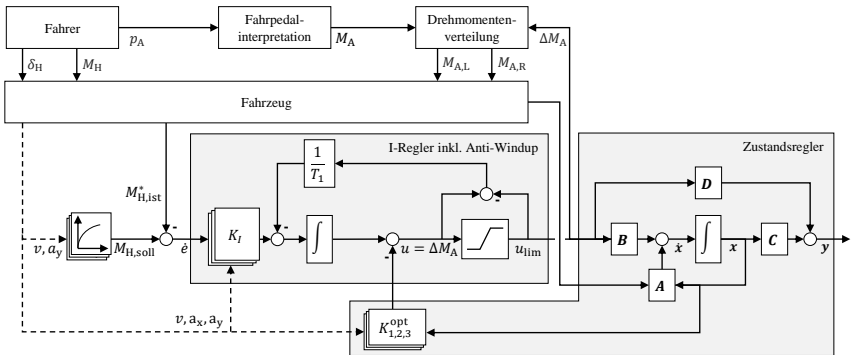 Fahrer
p_A
Fahrpedal-
interpretation
M_A
Drehmomenten-
verteilung
ΔM_A
δ_H
M_H
M_A,L
M_A,R
Fahrzeug
I-Regler inkl. Anti-Windup
Zustandsregler
1
T_1
M*_H,ist
-
-
D
-
K_I
∫
B
∫
C
v, a_y
M_H,soll
ė
-
u = ΔM_A
u_lim
ẋ
x
y
A
v, a_x, a_y
K^opt_1,2,3